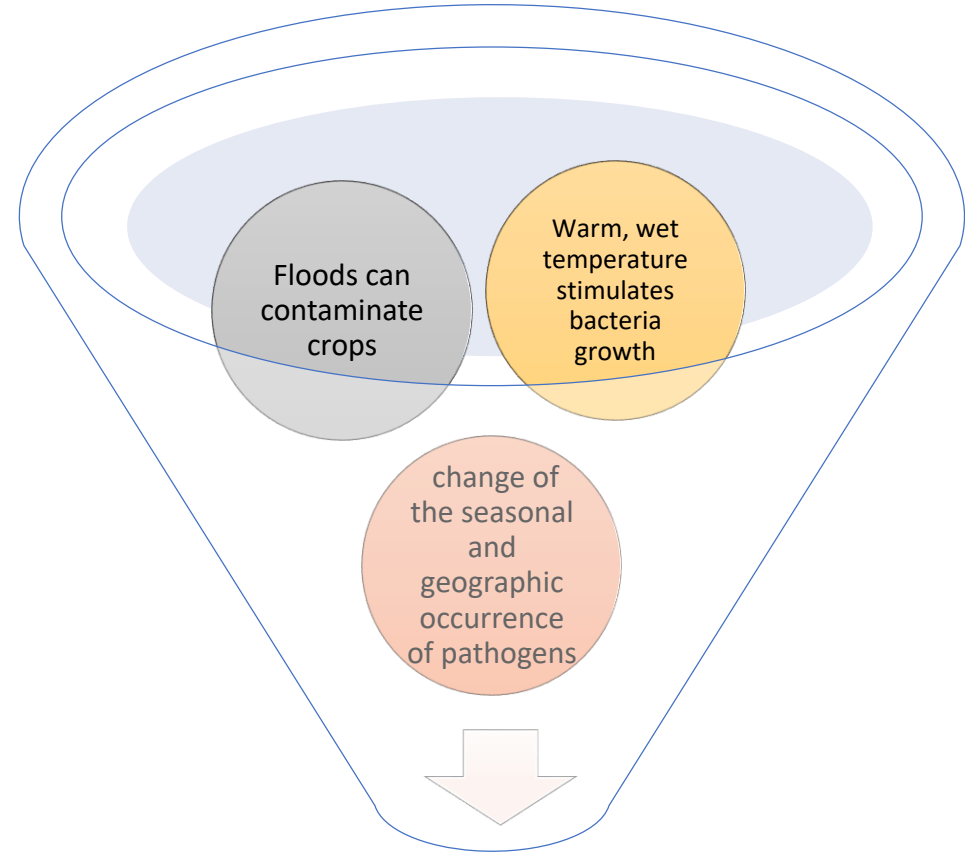 Floods can
contaminate
crops
Warm, wet
temperature
stimulates
bacteria
growth
change of
the seasonal
and
geographic
occurrence
of pathogens